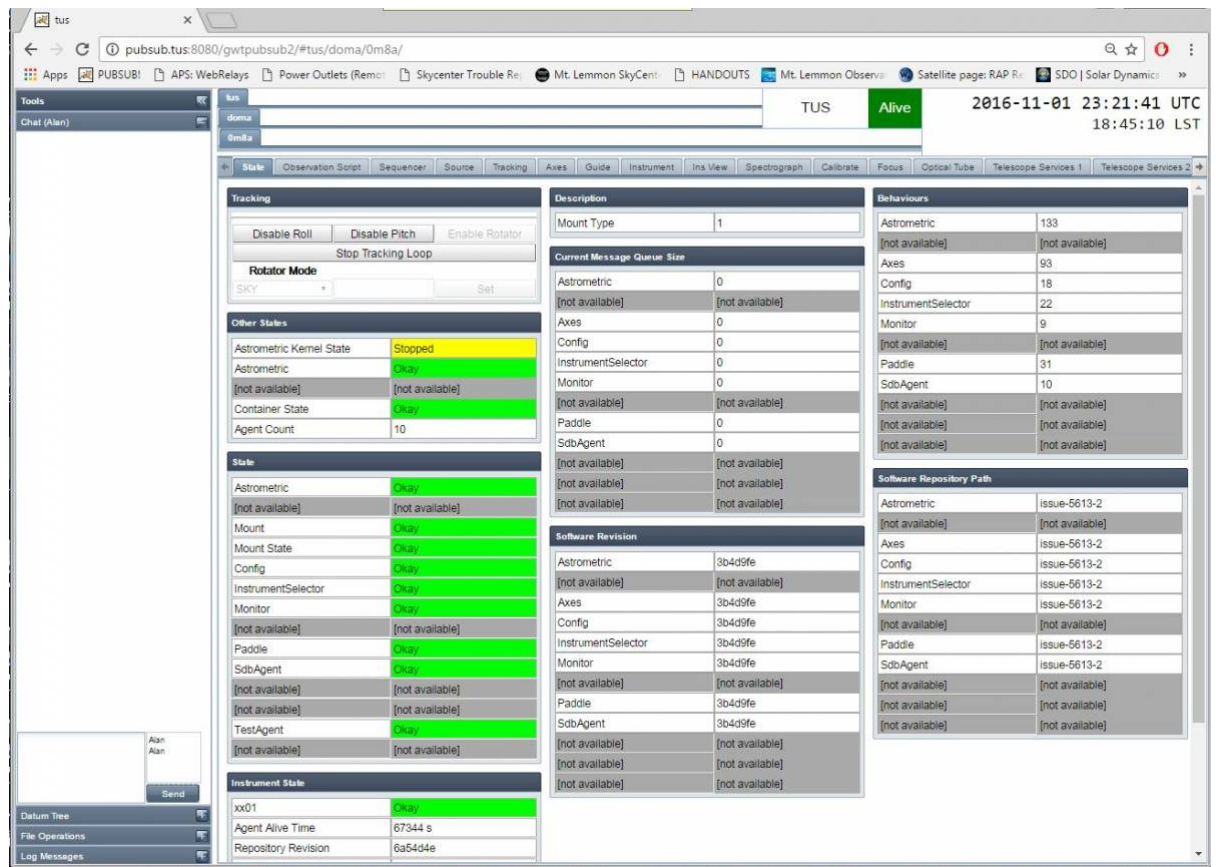 tus
pubsub.tus:8080/gwtpubsub2/#tus/doma/0m8a/
Apps PUBSUB! APS: WebRelays Power Outlets (Remot Skycenter Trouble Re Mt. Lemmon SkyCent HANDOUTS Mt. Lemmon Observa Satellite page: RAP Re SDO | Solar Dynamics »
Tools
Chat (Alan)
Alan
Alan
Send
Datum Tree
File Operations
Log Messages
tus
doma
0m8a
TUS Alive
2016-11-01 23:21:41 UTC
18:45:10 LST
State Observation Script Sequencer Source Tracking Axes Guide Instrument Ins View Spectrograph Calibrate Focus Optical Tube Telescope Services 1 Telescope Services 2
Tracking
Disable Roll Disable Pitch Enable Rotator
Stop Tracking Loop
Rotator Mode
SKY Set
Other States
Astrometric Kernel State Stopped
Astrometric Okay
[not available] [not available]
Container State Okay
Agent Count 10
State
Astrometric Okay
[not available] [not available]
Mount Okay
Mount State Okay
Config Okay
InstrumentSelector Okay
Monitor Okay
[not available] [not available]
Paddle Okay
SdbAgent Okay
[not available] [not available]
[not available] [not available]
TestAgent Okay
[not available] [not available]
Instrument State
xx01 Okay
Agent Alive Time 67344 s
Repository Revision 6a54d4e
Description
Mount Type 1
Current Message Queue Size
Astrometric 0
[not available] [not available]
Axes 0
Config 0
InstrumentSelector 0
Monitor 0
[not available] [not available]
Paddle 0
SdbAgent 0
[not available] [not available]
[not available] [not available]
[not available] [not available]
Software Revision
Astrometric 3b4d9fe
[not available] [not available]
Axes 3b4d9fe
Config 3b4d9fe
InstrumentSelector 3b4d9fe
Monitor 3b4d9fe
[not available] [not available]
Paddle 3b4d9fe
SdbAgent 3b4d9fe
[not available] [not available]
[not available] [not available]
[not available] [not available]
Behaviours
Astrometric 133
[not available] [not available]
Axes 93
Config 18
InstrumentSelector 22
Monitor 9
[not available] [not available]
Paddle 31
SdbAgent 10
[not available] [not available]
[not available] [not available]
[not available] [not available]
Software Repository Path
Astrometric issue-5613-2
[not available] [not available]
Axes issue-5613-2
Config issue-5613-2
InstrumentSelector issue-5613-2
Monitor issue-5613-2
[not available] [not available]
Paddle issue-5613-2
SdbAgent issue-5613-2
[not available] [not available]
[not available] [not available]
[not available] [not available]